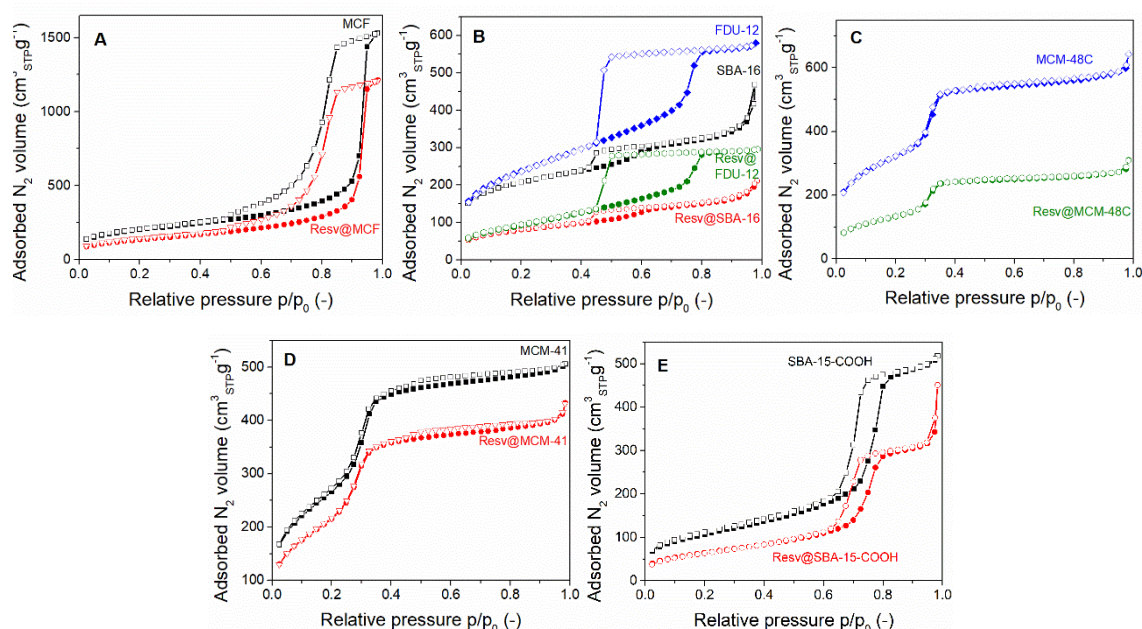 A
MCF
Resv@MCF
Adsorbed N2 volume (cm3STPg-1)
1500
1250
1000
750
500
250
0
0.0 0.2 0.4 0.6 0.8 1.0
Relative pressure p/p0 (-)
B
FDU-12
SBA-16
Resv@
FDU-12
Resv@SBA-16
Adsorbed N2 volume (cm3STPg-1)
600
500
400
300
200
100
0
0.0 0.2 0.4 0.6 0.8 1.0
Relative pressure p/p0 (-)
C
MCM-48C
Resv@MCM-48C
Adsorbed N2 volume (cm3STPg-1)
800
600
400
200
0
0.0 0.2 0.4 0.6 0.8 1.0
Relative pressure p/p0 (-)
D
MCM-41
Resv@MCM-41
Adsorbed N2 volume (cm3STPg-1)
500
400
300
200
100
0.0 0.2 0.4 0.6 0.8 1.0
Relative pressure p/p0 (-)
E
SBA-15-COOH
Resv@SBA-15-COOH
Adsorbed N2 volume (cm3STPg-1)
500
400
300
200
100
0
0.0 0.2 0.4 0.6 0.8 1.0
Relative pressure p/p0 (-)